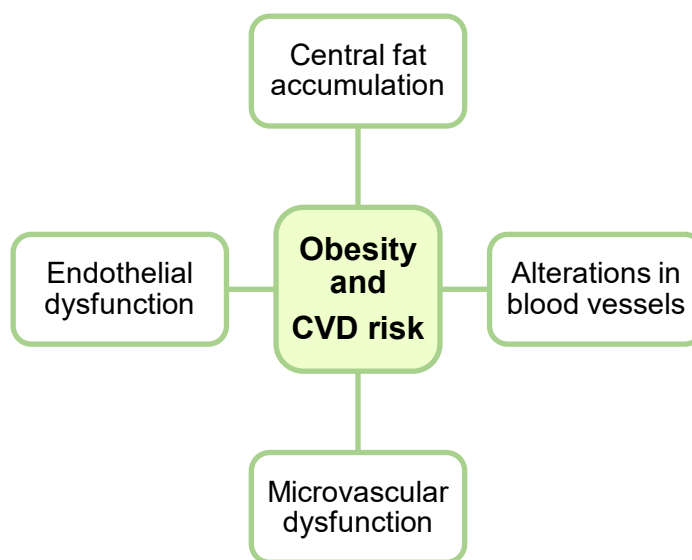 Central fat
accumulation
Endothelial
dysfunction
Obesity
and
CVD risk
Alterations in
blood vessels
Microvascular
dysfunction